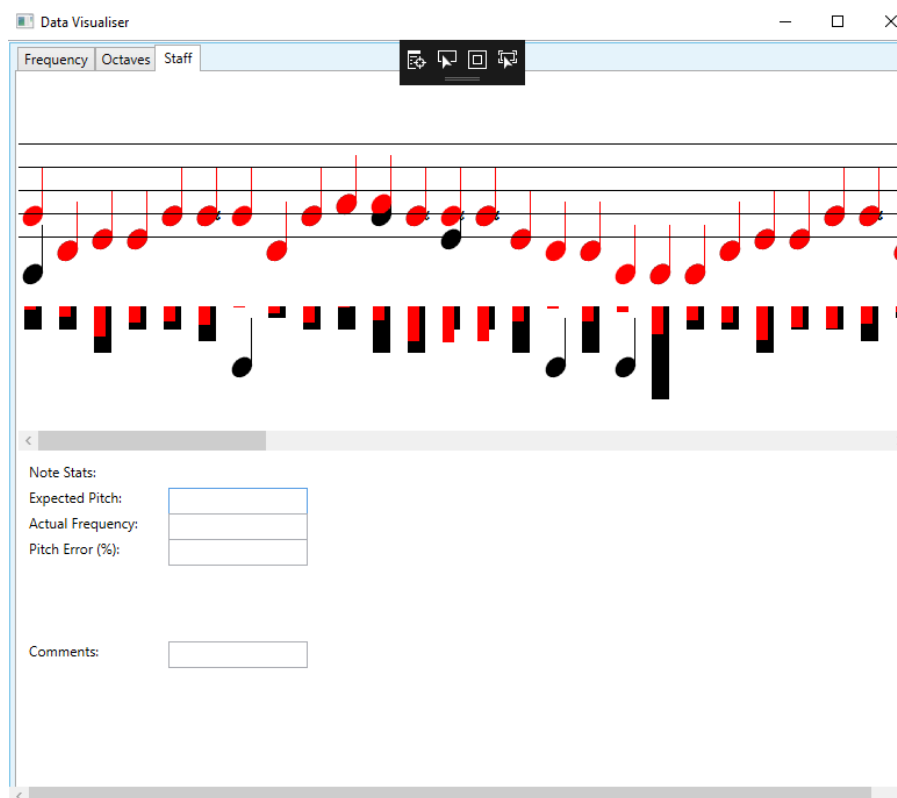 Data Visualiser
Frequency Octaves Staff
Note Stats:
Expected Pitch:
Actual Frequency:
Pitch Error (%):
Comments: